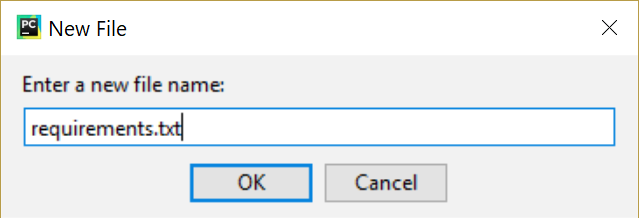 PC
New File
Enter a new file name:
requirements.txt
OK
Cancel